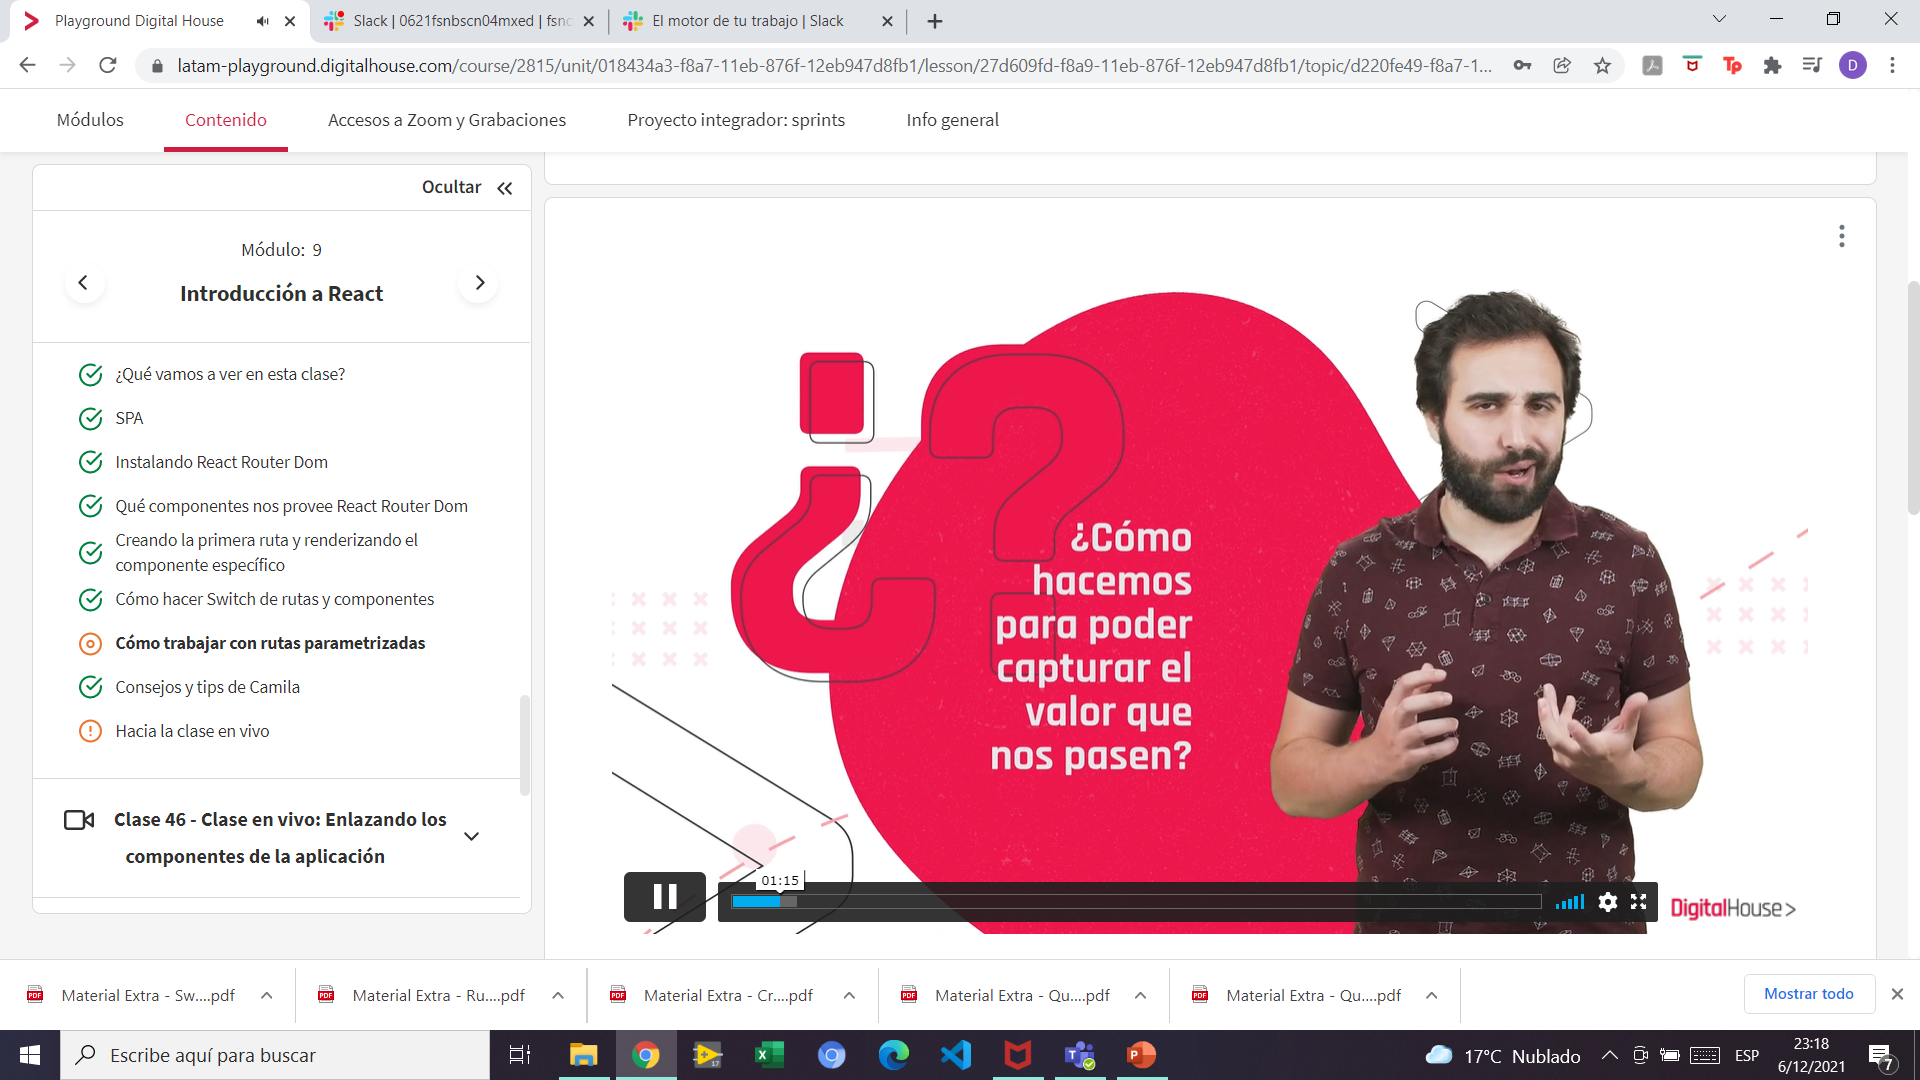 Playground Digital House
Slack | 0621fsnbscn04mxed | fsnc
El motor de tu trabajo | Slack
latam-playground.digitalhouse.com/course/2815/unit/018434a3-f8a7-11eb-876f-12eb947d8fb1/lesson/27d609fd-f8a9-11eb-876f-12eb947d8fb1/topic/d220fe49-f8a7-1...
Tp
D
Módulos
Contenido
Accesos a Zoom y Grabaciones
Proyecto integrador: sprints
Info general
Ocultar
Módulo: 9
Introducción a React
¿Qué vamos a ver en esta clase?
SPA
Instalando React Router Dom
Qué componentes nos provee React Router Dom
Creando la primera ruta y renderizando el
componente específico
Cómo hacer Switch de rutas y componentes
Cómo trabajar con rutas parametrizadas
Consejos y tips de Camila
Hacia la clase en vivo
Clase 46 - Clase en vivo: Enlazando los
componentes de la aplicación
¿?
¿Cómo
hacemos
para poder
capturar el
valor que
nos pasen?
01:15
DigitalHouse>
PDF
Material Extra - Sw....pdf
PDF
Material Extra - Ru....pdf
PDF
Material Extra - Cr....pdf
PDF
Material Extra - Qu....pdf
PDF
Material Extra - Qu....pdf
Mostrar todo
Escribe aquí para buscar
17°C Nublado
ESP
23:18
6/12/2021
7